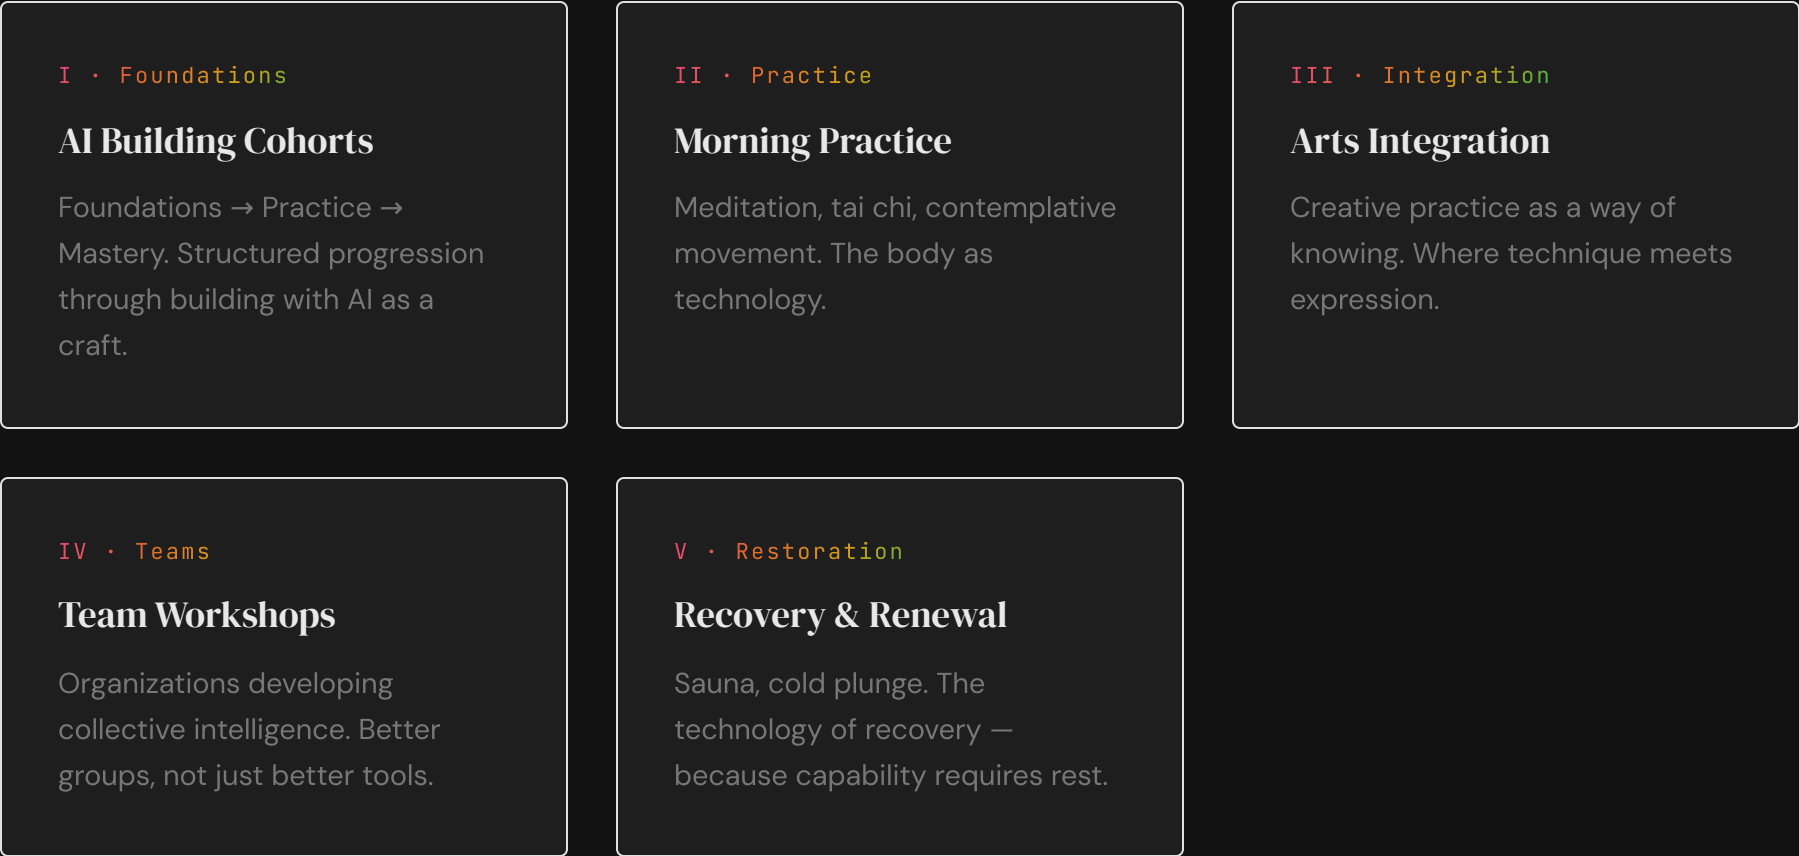 I · Foundations
AI Building Cohorts
Foundations → Practice →
Mastery. Structured progression
through building with AI as a
craft.
II · Practice
Morning Practice
Meditation, tai chi, contemplative
movement. The body as
technology.
III · Integration
Arts Integration
Creative practice as a way of
knowing. Where technique meets
expression.
IV · Teams
Team Workshops
Organizations developing
collective intelligence. Better
groups, not just better tools.
V · Restoration
Recovery & Renewal
Sauna, cold plunge. The
technology of recovery —
because capability requires rest.